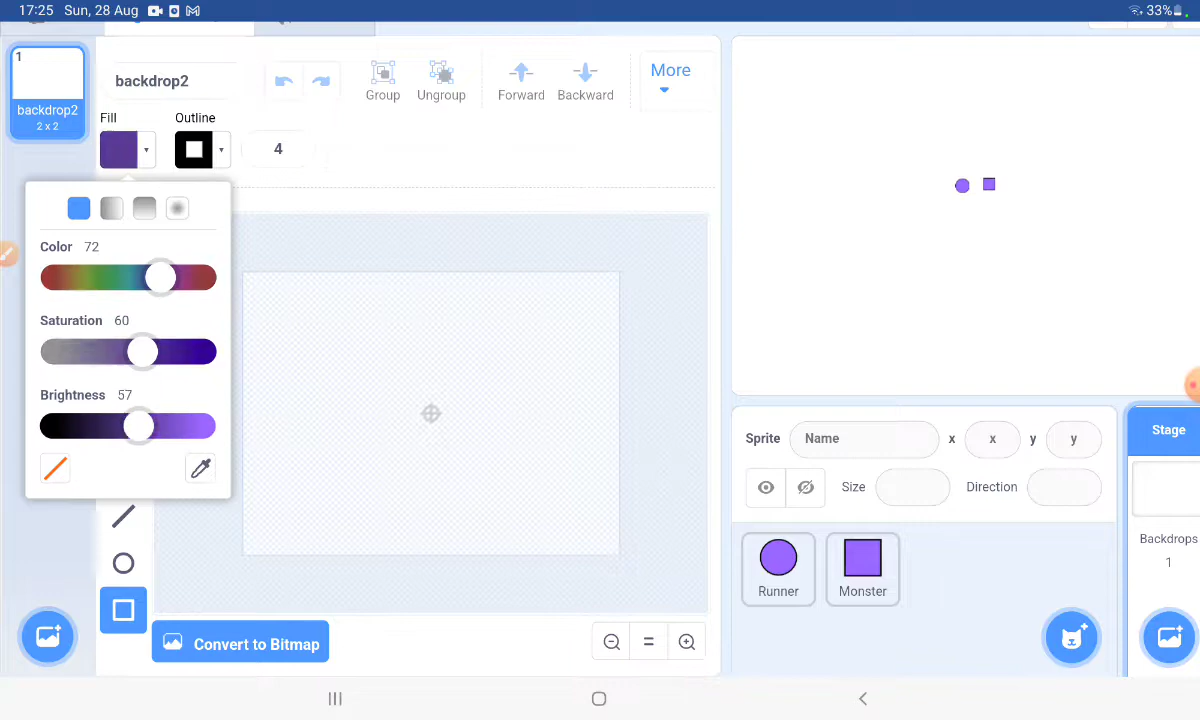 17:25 Sun, 28 Aug
33%
1
backdrop2
2 x 2
backdrop2
Group
Ungroup
Forward
Backward
More
Fill
Outline
4
Color 72
Saturation 60
Brightness 57
Convert to Bitmap
Sprite
Name
x
x
y
y
Size
Direction
Runner
Monster
Stage
Backdrops
1